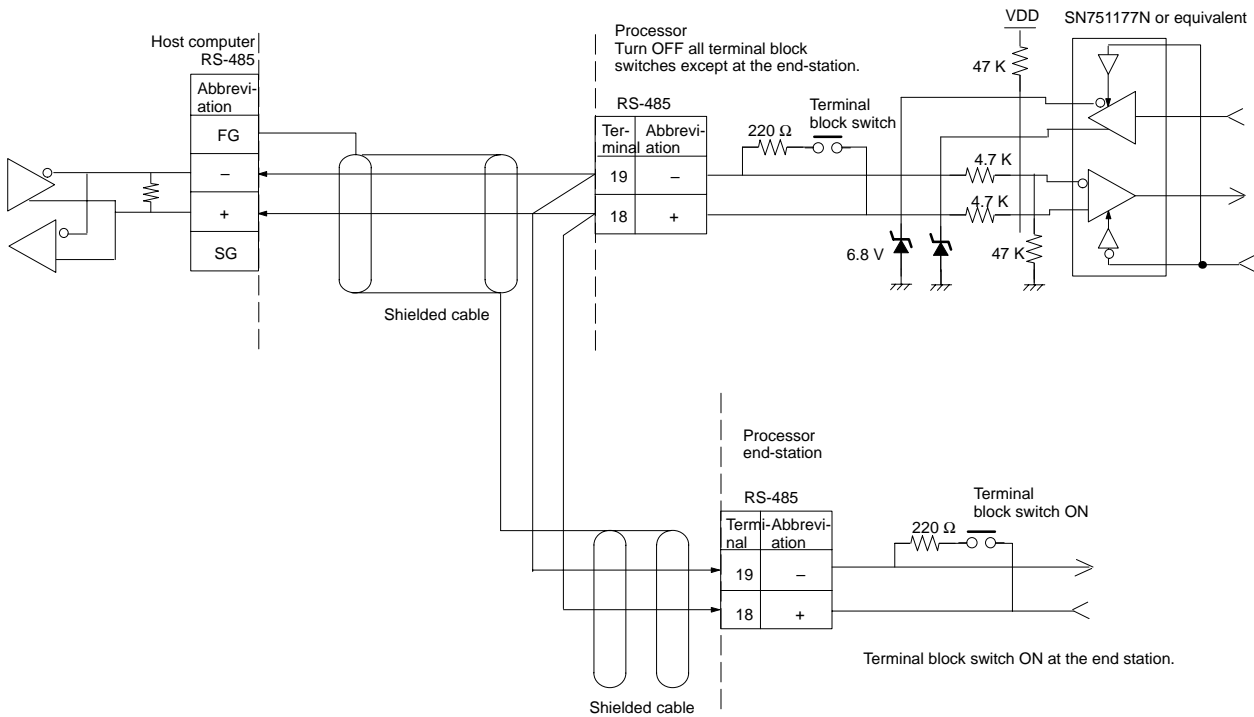 Host computer
RS-485
Abbrevi-
ation
FG
–
+
SG
Shielded cable
Processor
Turn OFF all terminal block
switches except at the end-station.
RS-485
Ter-
minal
Abbrevi-
ation
19
–
18
+
220 Ω
Terminal
block switch
VDD
47 K
SN751177N or equivalent
4.7 K
4.7 K
6.8 V
47 K
Processor
end-station
RS-485
Termi-
nal
Abbrevi-
ation
19
–
18
+
220 Ω
Terminal
block switch ON
Terminal block switch ON at the end station.
Shielded cable